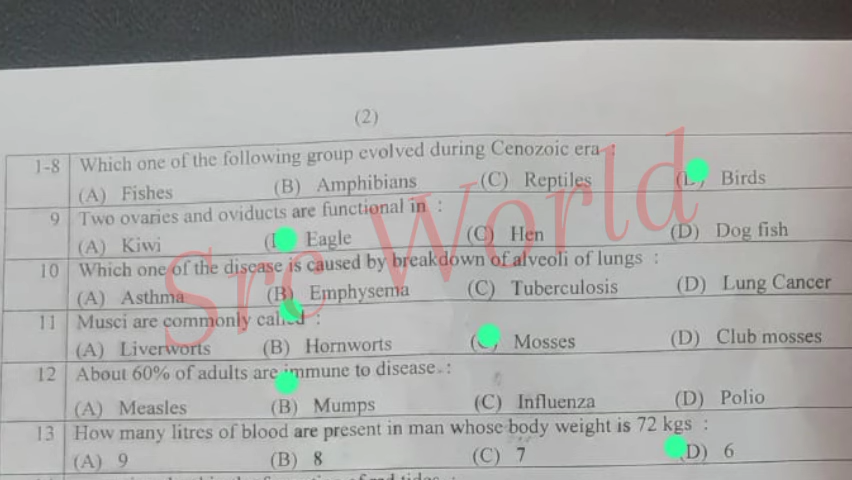 (2)
1-8 Which one of the following group evolved during Cenozoic era :
(A) Fishes (B) Amphibians (C) Reptiles (D) Birds
9 Two ovaries and oviducts are functional in :
(A) Kiwi Eagle (C) Hen (D) Dog fish
10 Which one of the disease is caused by breakdown of alveoli of lungs :
(A) Asthma (B) Emphysema (C) Tuberculosis (D) Lung Cancer
11 Musci are commonly called :
(A) Liverworts (B) Hornworts (C) Mosses (D) Club mosses
12 About 60% of adults are immune to disease :
(A) Measles (B) Mumps (C) Influenza (D) Polio
13 How many litres of blood are present in man whose body weight is 72 kgs :
(A) 9 (B) 8 (C) 7 (D) 6
Src World